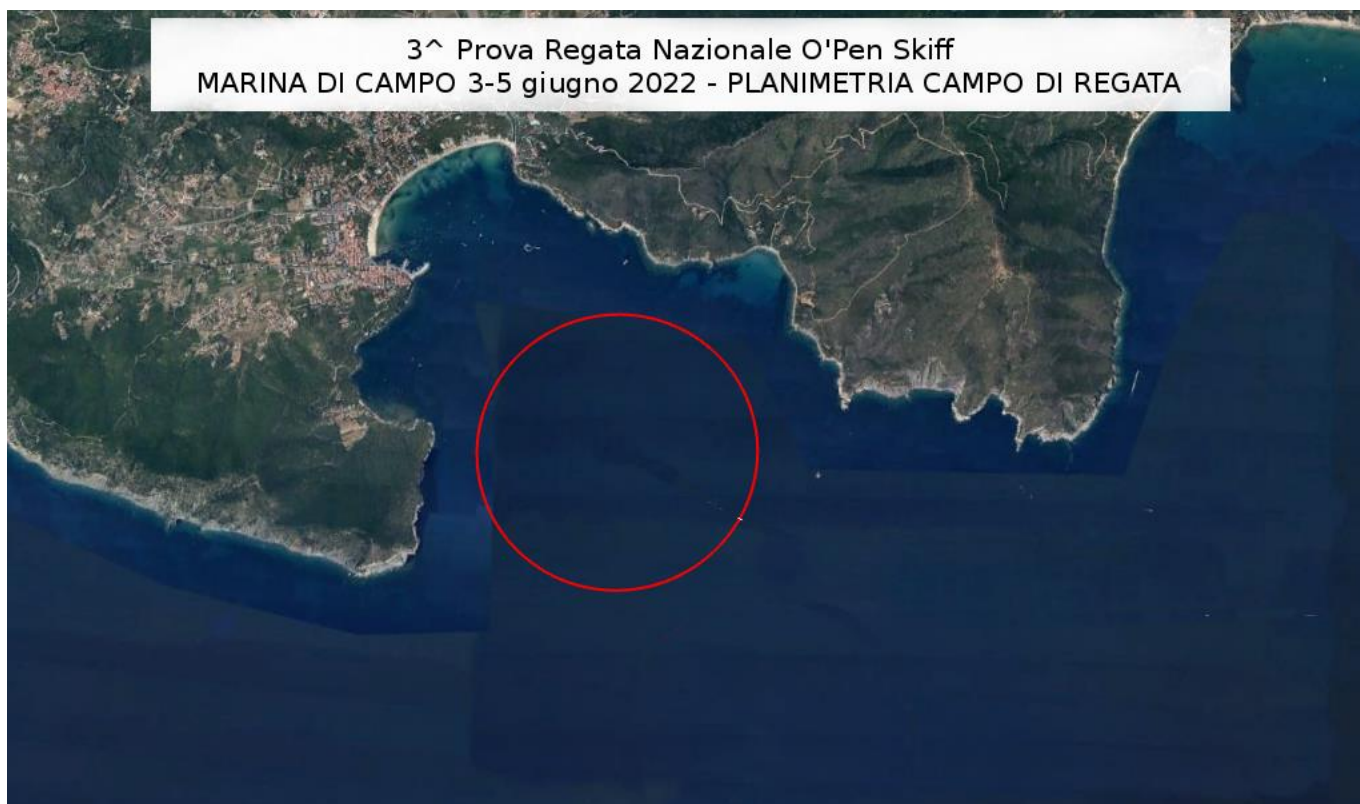 3^ Prova Regata Nazionale O'Pen Skiff
MARINA DI CAMPO 3-5 giugno 2022 - PLANIMETRIA CAMPO DI REGATA